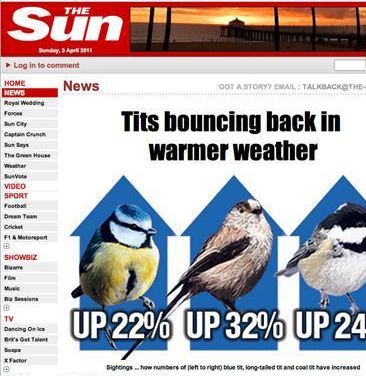 THE
Sun
Sunday, 3 April 2011
Log in to comment
HOME
NEWS
Royal Wedding
Forces
Sun City
Captain Crunch
Sun Says
The Green House
Weather
SunVote
VIDEO
SPORT
Football
Dream Team
Cricket
F1 & Motorsport
SHOWBIZ
Bizarre
Film
Music
Biz Sessions
TV
Dancing On Ice
Brit's Got Talent
Soaps
X Factor
News
GOT A STORY? EMAIL : TALKBACK@THE-
Tits bouncing back in
warmer weather
UP 22% UP 32% UP 24
Sightings ... how numbers of (left to right) blue tit, long-tailed tit and coal tit have increased